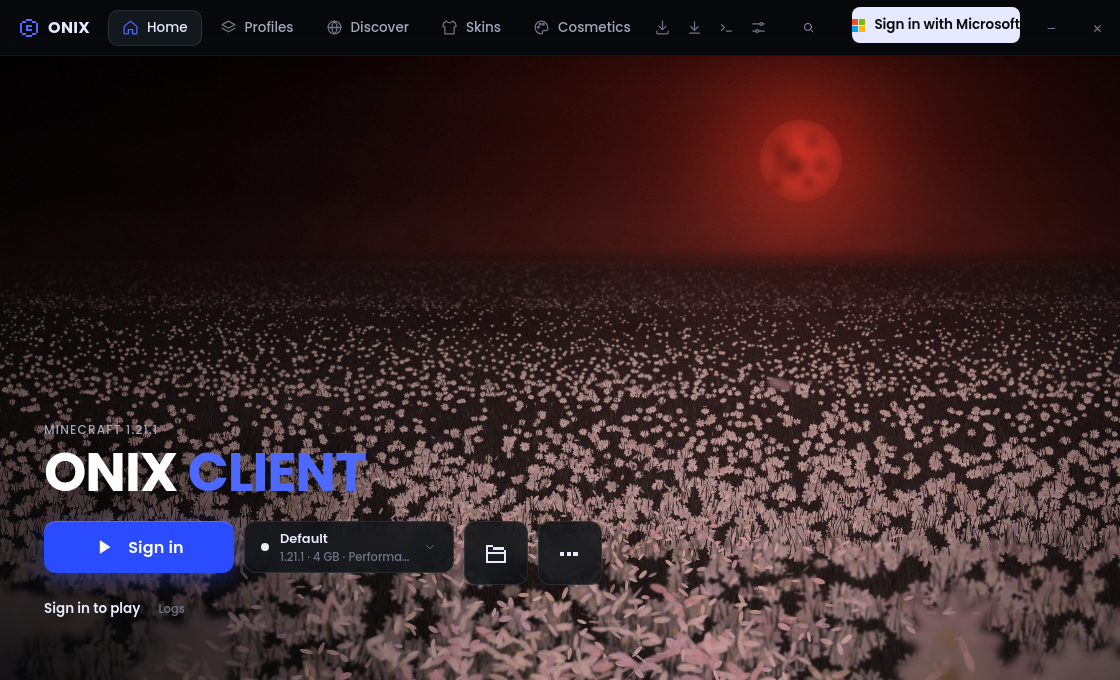 ONIX
Home
Profiles
Discover
Skins
Cosmetics
Sign in with Microsoft
MINECRAFT 1.21.1
ONIX CLIENT
Sign in
Default
1.21.1 · 4 GB · Performa...
Sign in to play
Logs